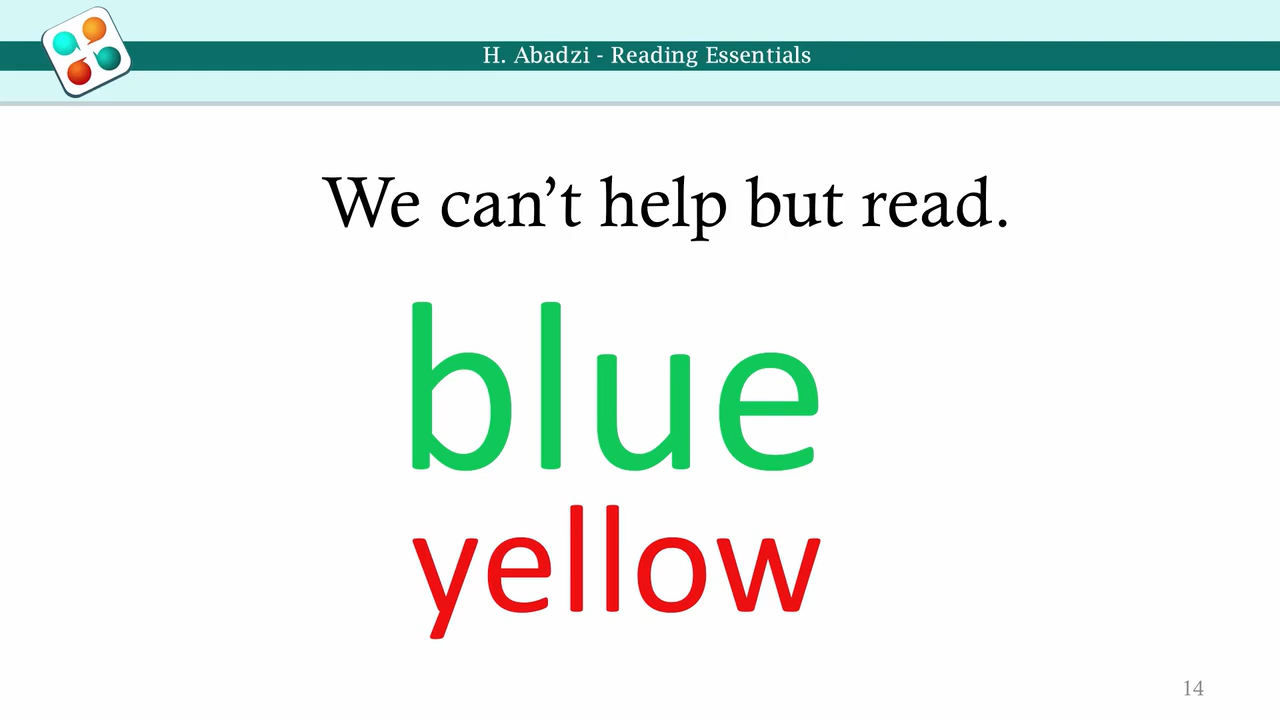 H. Abadzi - Reading Essentials
We can’t help but read.
blue
yellow
14